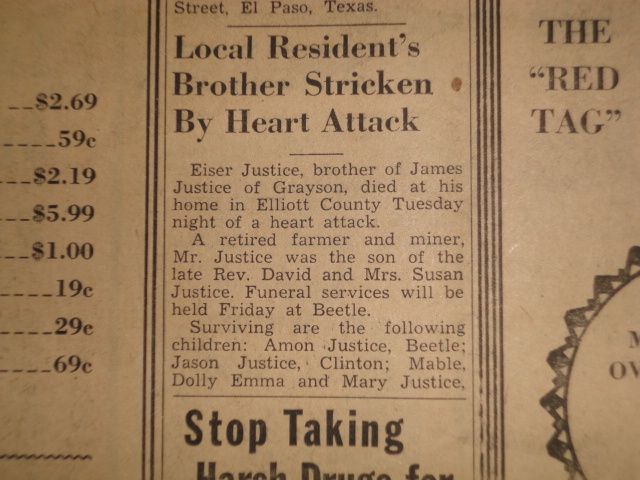 Street, El Paso, Texas.
Local Resident's
Brother Stricken
By Heart Attack
Eiser Justice, brother of James
Justice of Grayson, died at his
home in Elliott County Tuesday
night of a heart attack.
A retired farmer and miner,
Mr. Justice was the son of the
late Rev. David and Mrs. Susan
Justice. Funeral services will be
held Friday at Beetle.
Surviving are the following
children: Amon Justice, Beetle;
Jason Justice, Clinton; Mable,
Dolly Emma and Mary Justice,
Stop Taking
Harsh Drugs for
--$2.69
----59c
---$2.19
---$5.99
---$1.00
----19c
----29c
----69c
THE
"RED
TAG"
M
OV